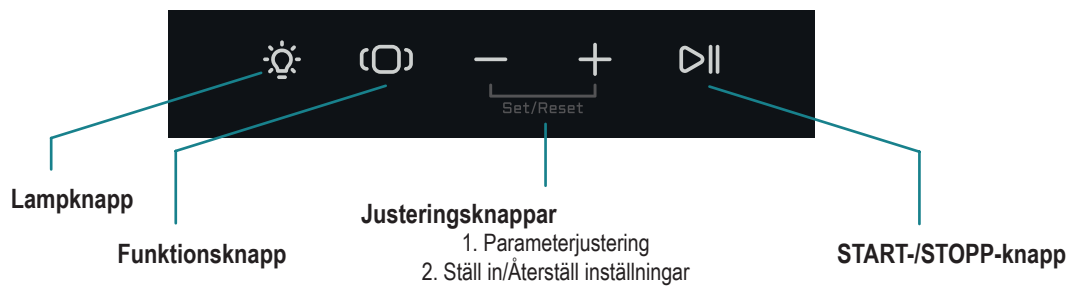 Set/Reset
Lampknapp
Funktionsknapp
Justeringsknappar
1. Parameterjustering
2. Ställ in/Återställ inställningar
START-/STOPP-knapp